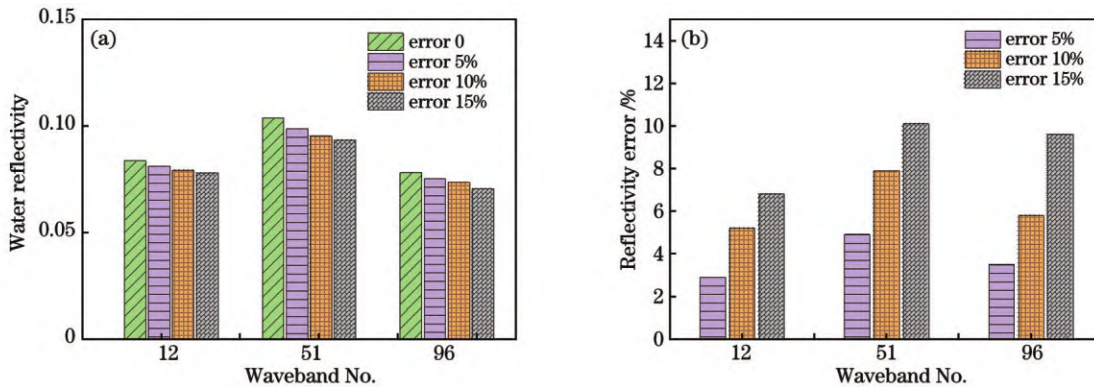 (a)
error 0
error 5%
error 10%
error 15%
0.15
0.10
0.05
0
Water reflectivity
12 51 96
Waveband No.
(b)
error 5%
error 10%
error 15%
14
12
10
8
6
4
2
0
Reflectivity error /%
12 51 96
Waveband No.